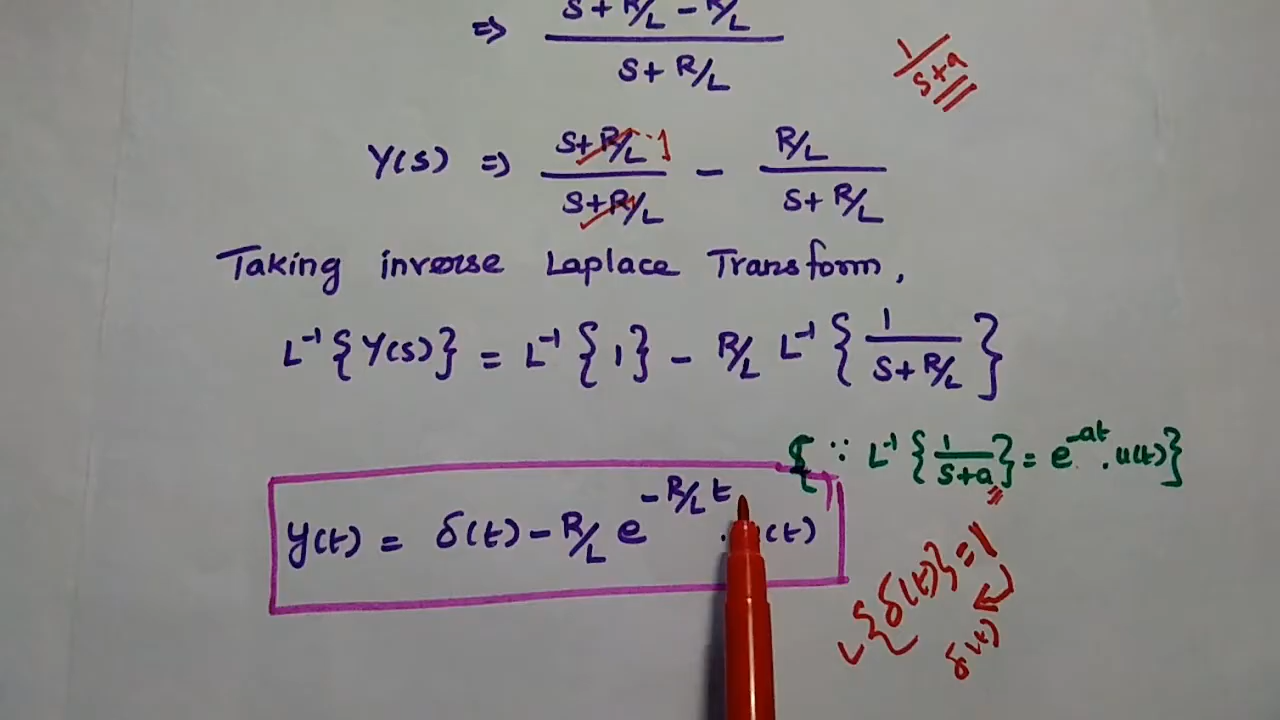 ⇒ (S + R/L − R/L) / (S + R/L)
1/(s+a)
Y(s) ⇒ (S + R/L) / (S + R/L) · 1 − (R/L) / (S + R/L)
Taking inverse Laplace Transform,
L⁻¹{Y(s)} = L⁻¹{1} − R/L L⁻¹{1/(S + R/L)}
{∵ L⁻¹{1/(s+a)} = e^(−at) . u(t)}
y(t) = δ(t) − R/L e^(−R/L t) . (t)
L{δ(t)} = 1
δ(t)